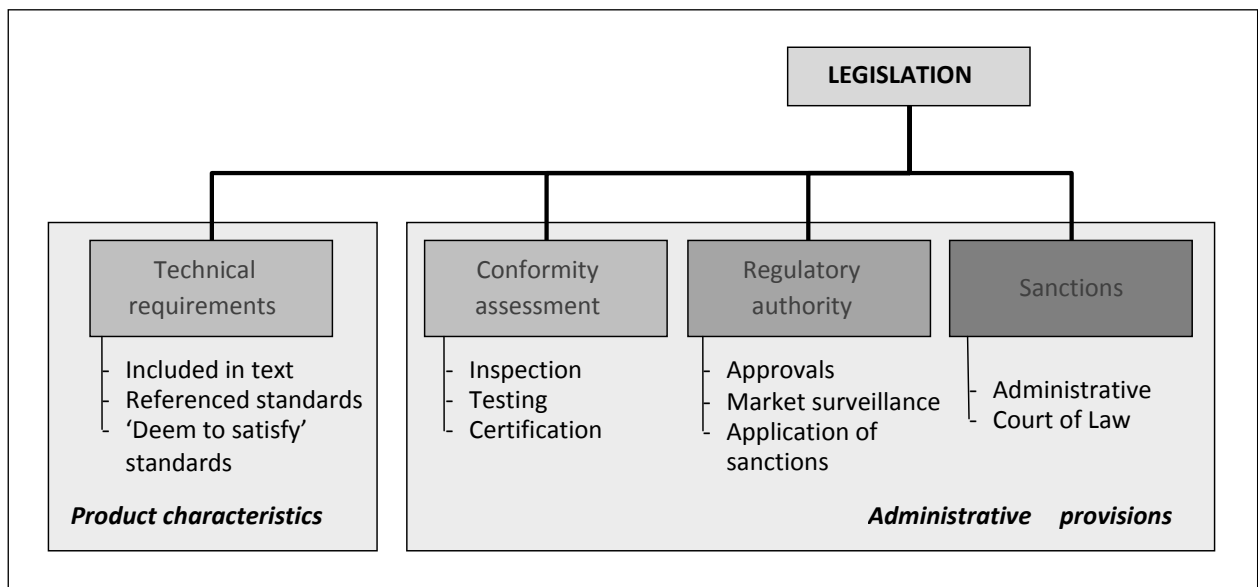 LEGISLATION
Technical
requirements
- Included in text
- Referenced standards
- ‘Deem to satisfy’
standards
Product characteristics
Conformity
assessment
- Inspection
- Testing
- Certification
Regulatory
authority
- Approvals
- Market surveillance
- Application of
sanctions
Sanctions
- Administrative
- Court of Law
Administrative provisions